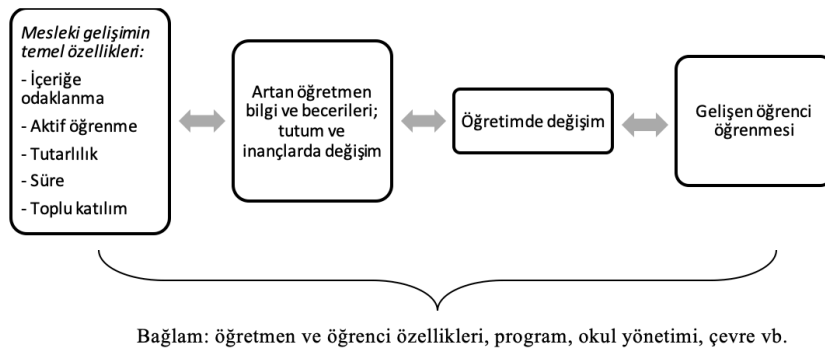 Mesleki gelişimin
temel özellikleri:
- İçeriğe
odaklanma
- Aktif öğrenme
- Tutarlılık
- Süre
- Toplu katılım
Artan öğretmen
bilgi ve becerileri;
tutum ve
inançlarda değişim
Öğretimde değişim
Gelişen öğrenci
öğrenmesi
Bağlam: öğretmen ve öğrenci özellikleri, program, okul yönetimi, çevre vb.